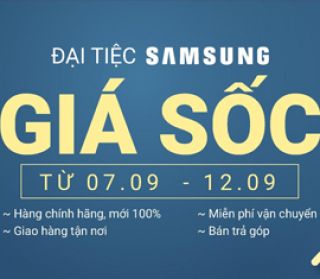 ĐẠI TIỆC SAMSUNG
GIÁ SỐC
TỪ 07.09 - 12.09
~ Hàng chính hãng, mới 100%
~ Miễn phí vận chuyển
~ Giao hàng tận nơi
~ Bán trả góp